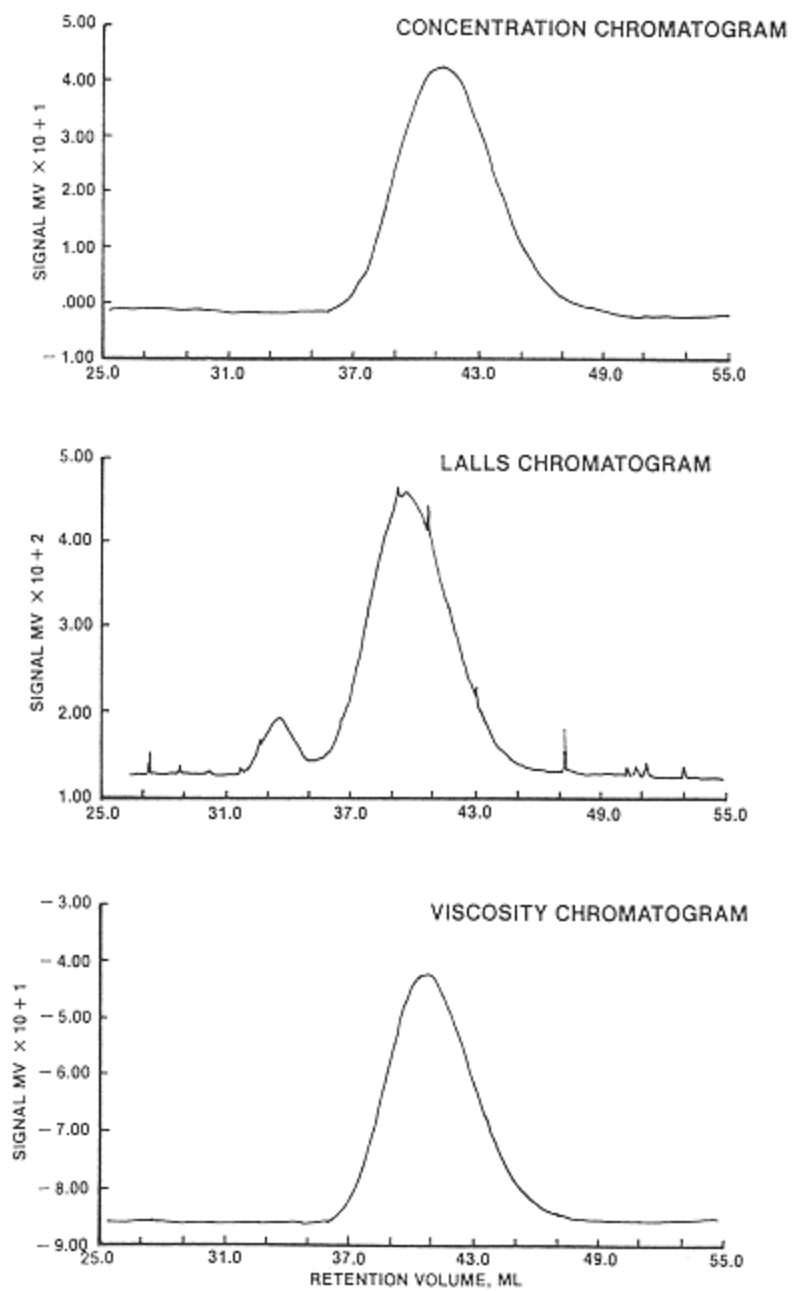 CONCENTRATION CHROMATOGRAM
SIGNAL MV × 10 + 1
5.00
4.00
3.00
2.00
1.00
.000
− 1.00
25.0 31.0 37.0 43.0 49.0 55.0
LALLS CHROMATOGRAM
SIGNAL MV × 10 + 2
5.00
4.00
3.00
2.00
1.00
25.0 31.0 37.0 43.0 49.0 55.0
VISCOSITY CHROMATOGRAM
SIGNAL MV × 10 + 1
− 3.00
− 4.00
− 5.00
− 6.00
− 7.00
− 8.00
− 9.00
25.0 31.0 37.0 43.0 49.0 55.0
RETENTION VOLUME, ML